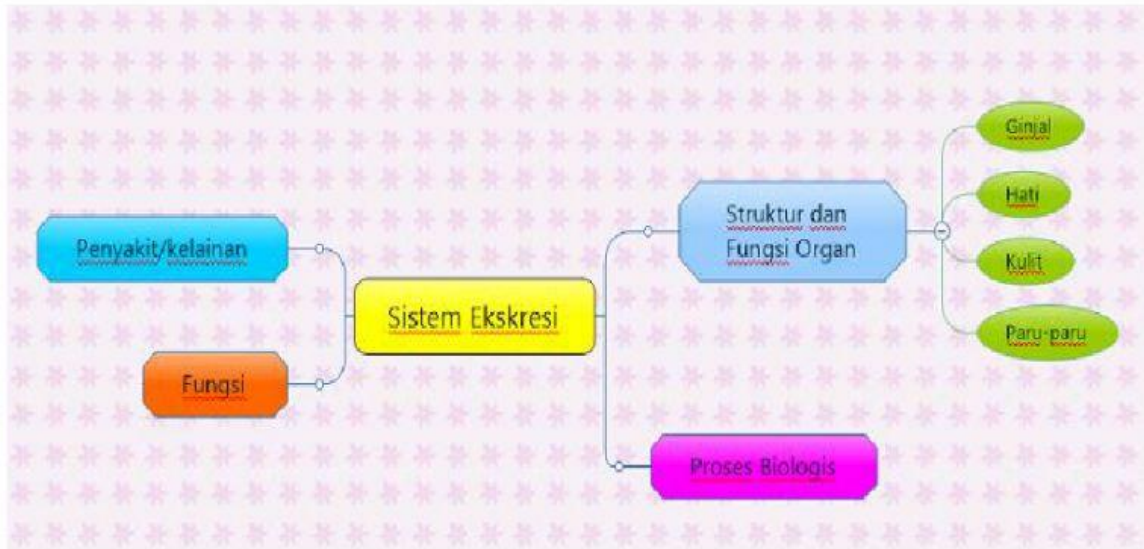 Ginjal
Hati
Struktur dan
Fungsi Organ
Penyakit/kelainan
Kulit
Sistem Ekskresi
Paru-paru
Fungsi
Proses Biologis